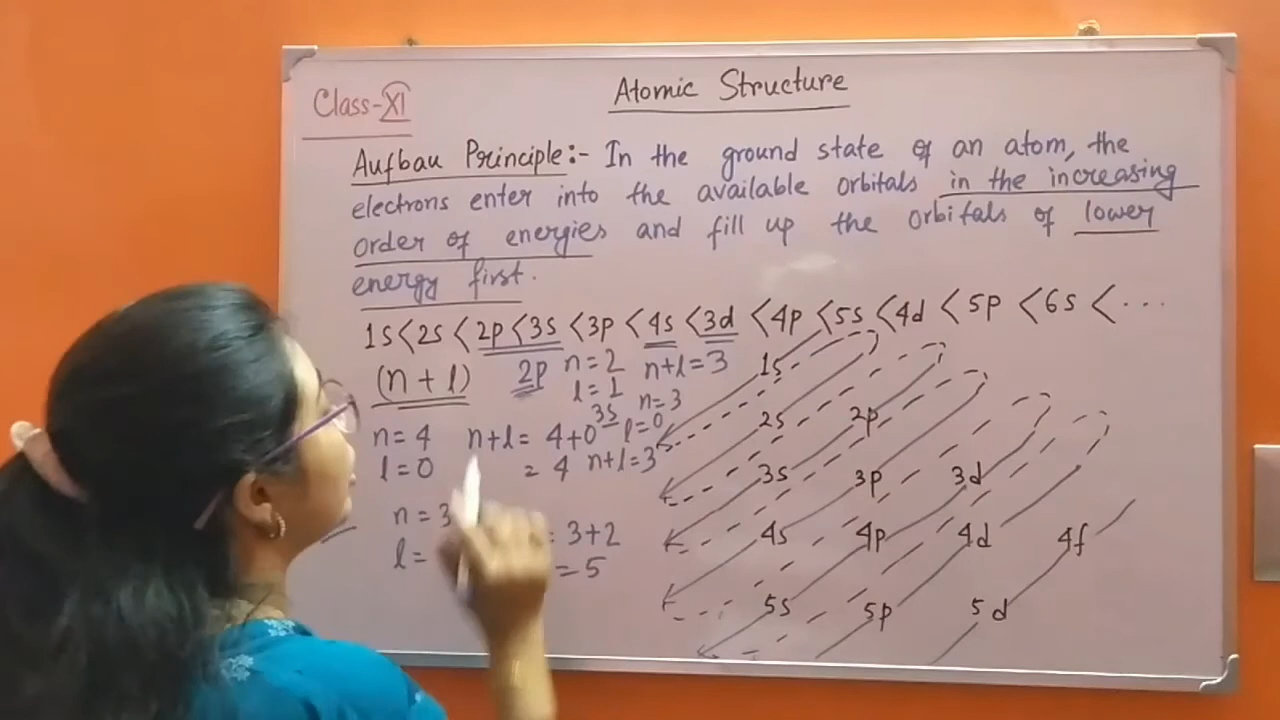 Atomic Structure
Class-XI
Aufbau Principle:- In the ground state of an atom, the
electrons enter into the available orbitals in the increasing
order of energies and fill up the orbitals of lower
energy first.
1s<2s<2p<3s<3p<4s<3d<4p<5s<4d<5p<6s<...
(n+l) 2p n=2 n+l=3
l=1
3s n=3
l=0
n+l=3
n=4 n+l= 4+0
l=0 = 4
n=3 = 3+2
l= =5
1s
2s 2p
3s 3p 3d
4s 4p 4d 4f
5s 5p 5d